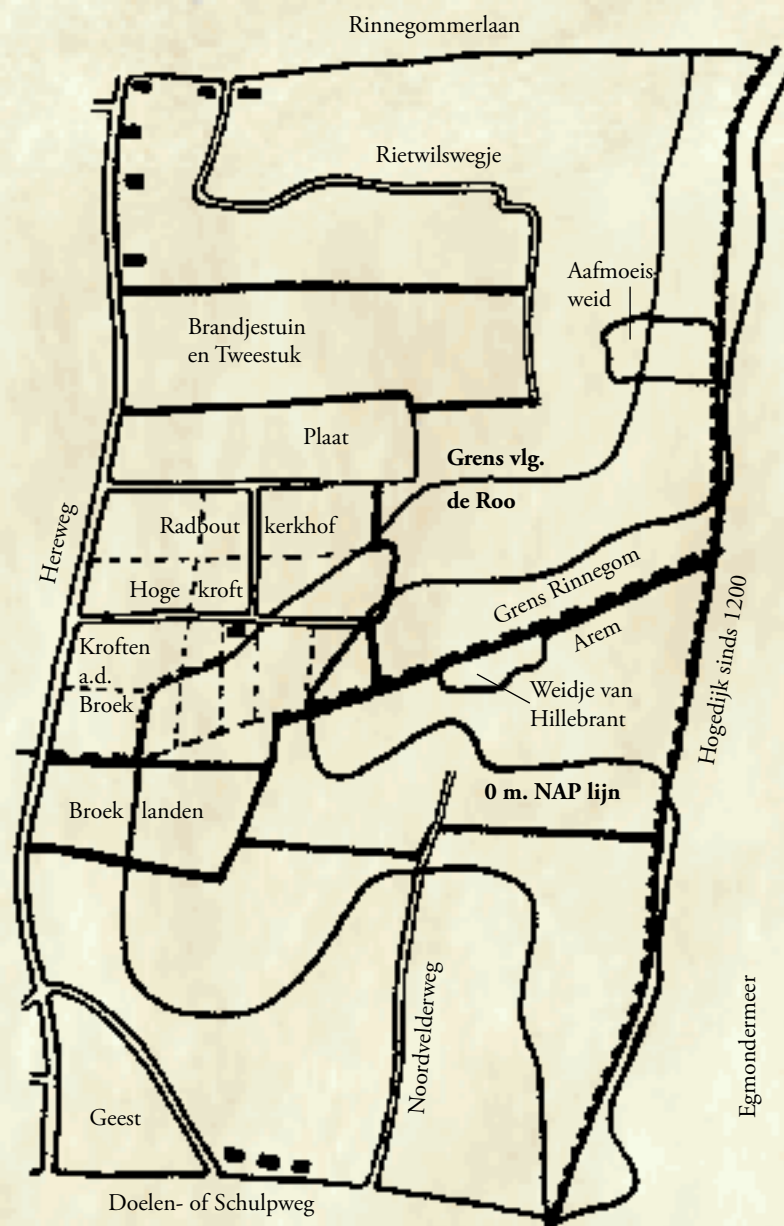 Rinnegommerlaan
Rietwilswegje
Aafmoeis-
weid
Brandjestuin
en Tweestuk
Plaat
Grens vlg.
de Roo
Hereweg
Radbout kerkhof
Hoge kroft
Grens Rinnegom
Arem
Hogedijk sinds 1200
Kroften
a.d.
Broek
Weidje van
Hillebrant
0 m. NAP lijn
Broek landen
Noordvelderweg
Egmondermeer
Geest
Doelen- of Schulpweg